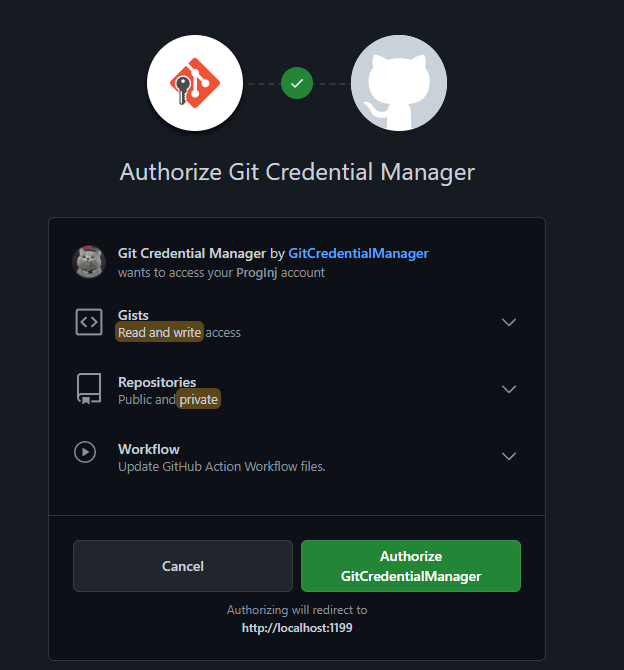 Authorize Git Credential Manager
Git Credential Manager by GitCredentialManager
wants to access your ProgInj account
Gists
Read and write access
Repositories
Public and private
Workflow
Update GitHub Action Workflow files.
Cancel
Authorize
GitCredentialManager
Authorizing will redirect to
http://localhost:1199